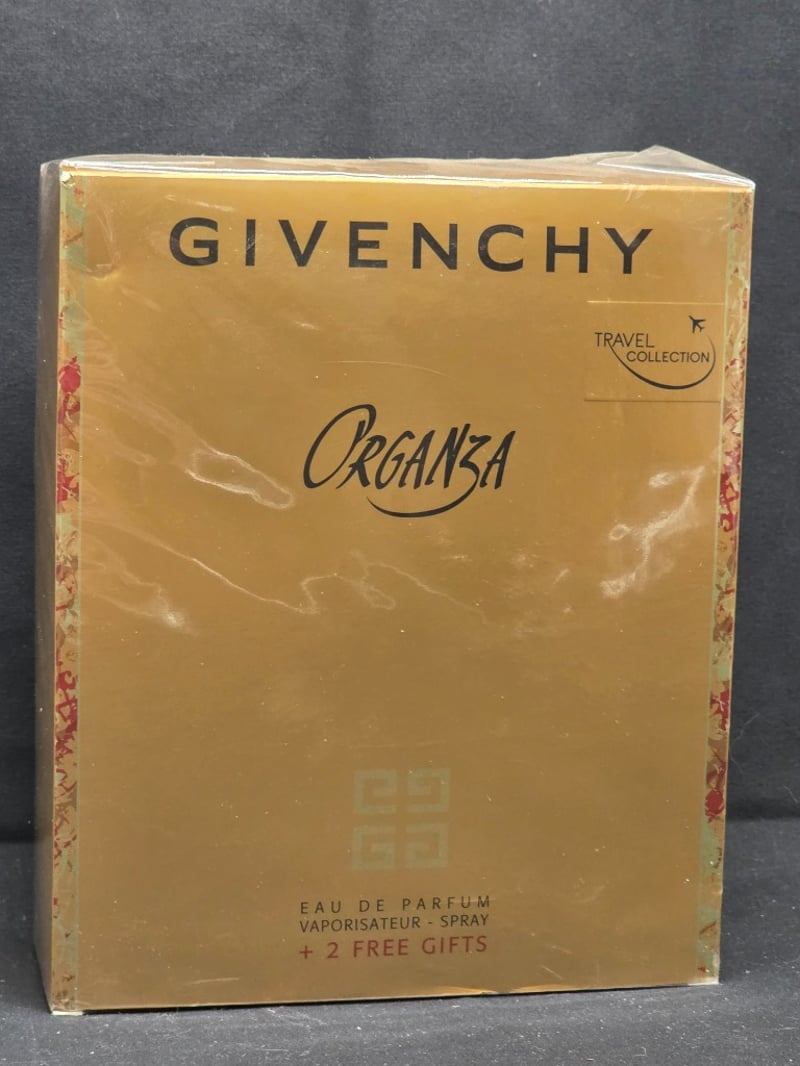 GIVENCHY
TRAVEL
COLLECTION
ORGANZA
EAU DE PARFUM
VAPORISATEUR - SPRAY
+ 2 FREE GIFTS